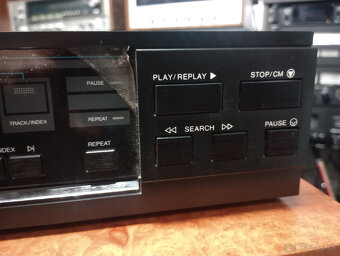 PLAY/REPLAY ▶ STOP/CM
PAUSE
REPEAT
TRACK/INDEX
◁◁ SEARCH ▷▷ PAUSE
INDEX ▷| REPEAT